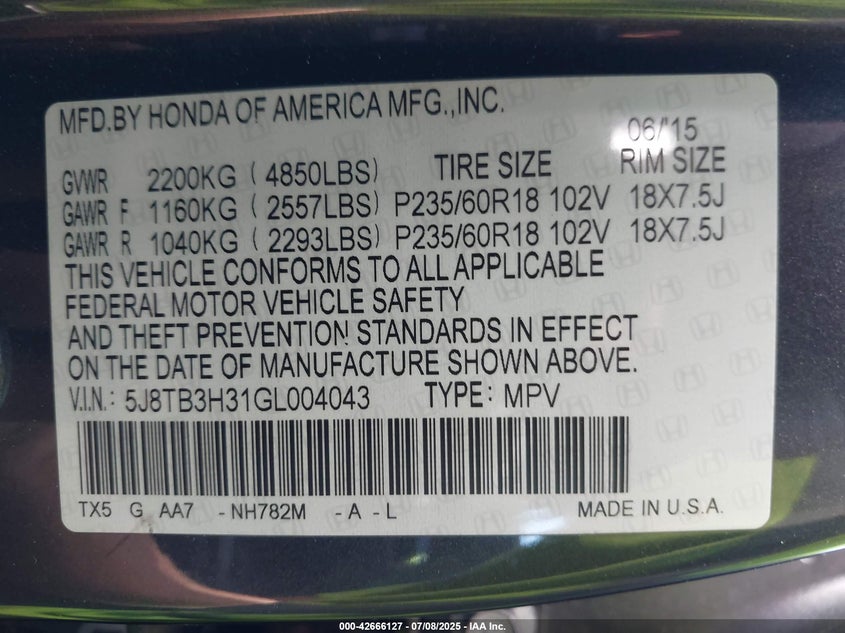 MFD.BY HONDA OF AMERICA MFG.,INC.
06/'15
GVWR 2200KG ( 4850LBS) TIRE SIZE RIM SIZE
GAWR F 1160KG ( 2557LBS) P235/60R18 102V 18X7.5J
GAWR R 1040KG ( 2293LBS) P235/60R18 102V 18X7.5J
THIS VEHICLE CONFORMS TO ALL APPLICABLE
FEDERAL MOTOR VEHICLE SAFETY
AND THEFT PREVENTION STANDARDS IN EFFECT
ON THE DATE OF MANUFACTURE SHOWN ABOVE.
V.I.N.: 5J8TB3H31GL004043 TYPE: MPV
TX5 G AA7 -NH782M -A -L MADE IN U.S.A.
000-42666127 - 07/08/2025 - IAA Inc.